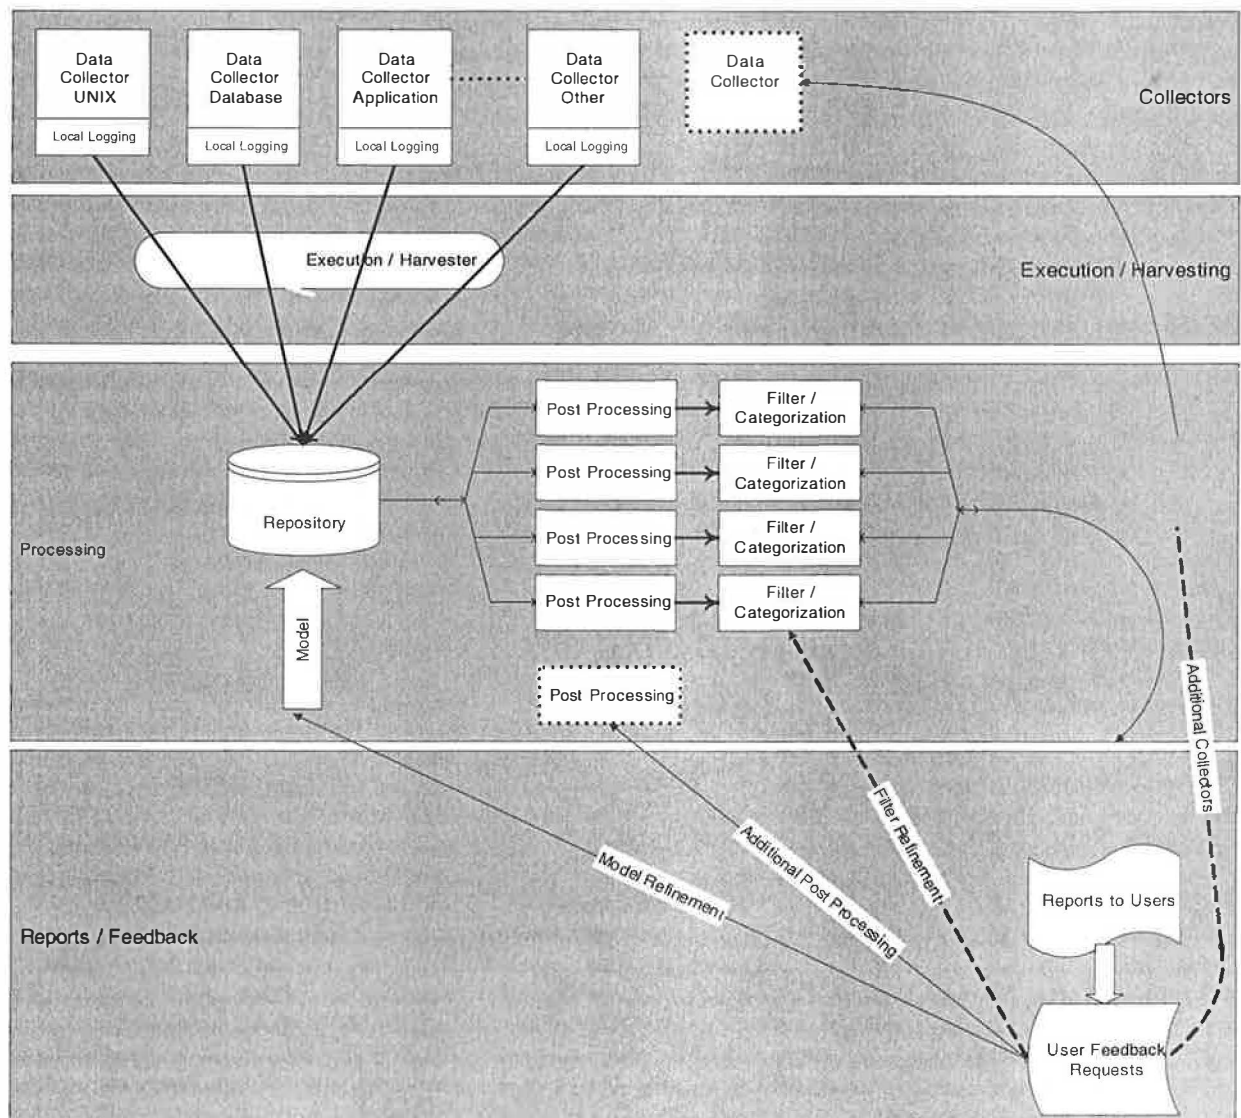 Data
Collector
UNIX
Local Logging
Data
Collector
Database
Local Logging
Data
Collector
Application
Local Logging
Data
Collector
Other
Local Logging
Data
Collector
Collectors
Execution / Harvester
Execution / Harvesting
Processing
Repository
Model
Post Processing
Filter /
Categorization
Post Processing
Filter /
Categorization
Post Processing
Filter /
Categorization
Post Processing
Filter /
Categorization
Post Processing
Additional Collectors
Filter Refinement
Additional Post Processing
Model Refinement
Reports / Feedback
Reports to Users
User Feedback
Requests